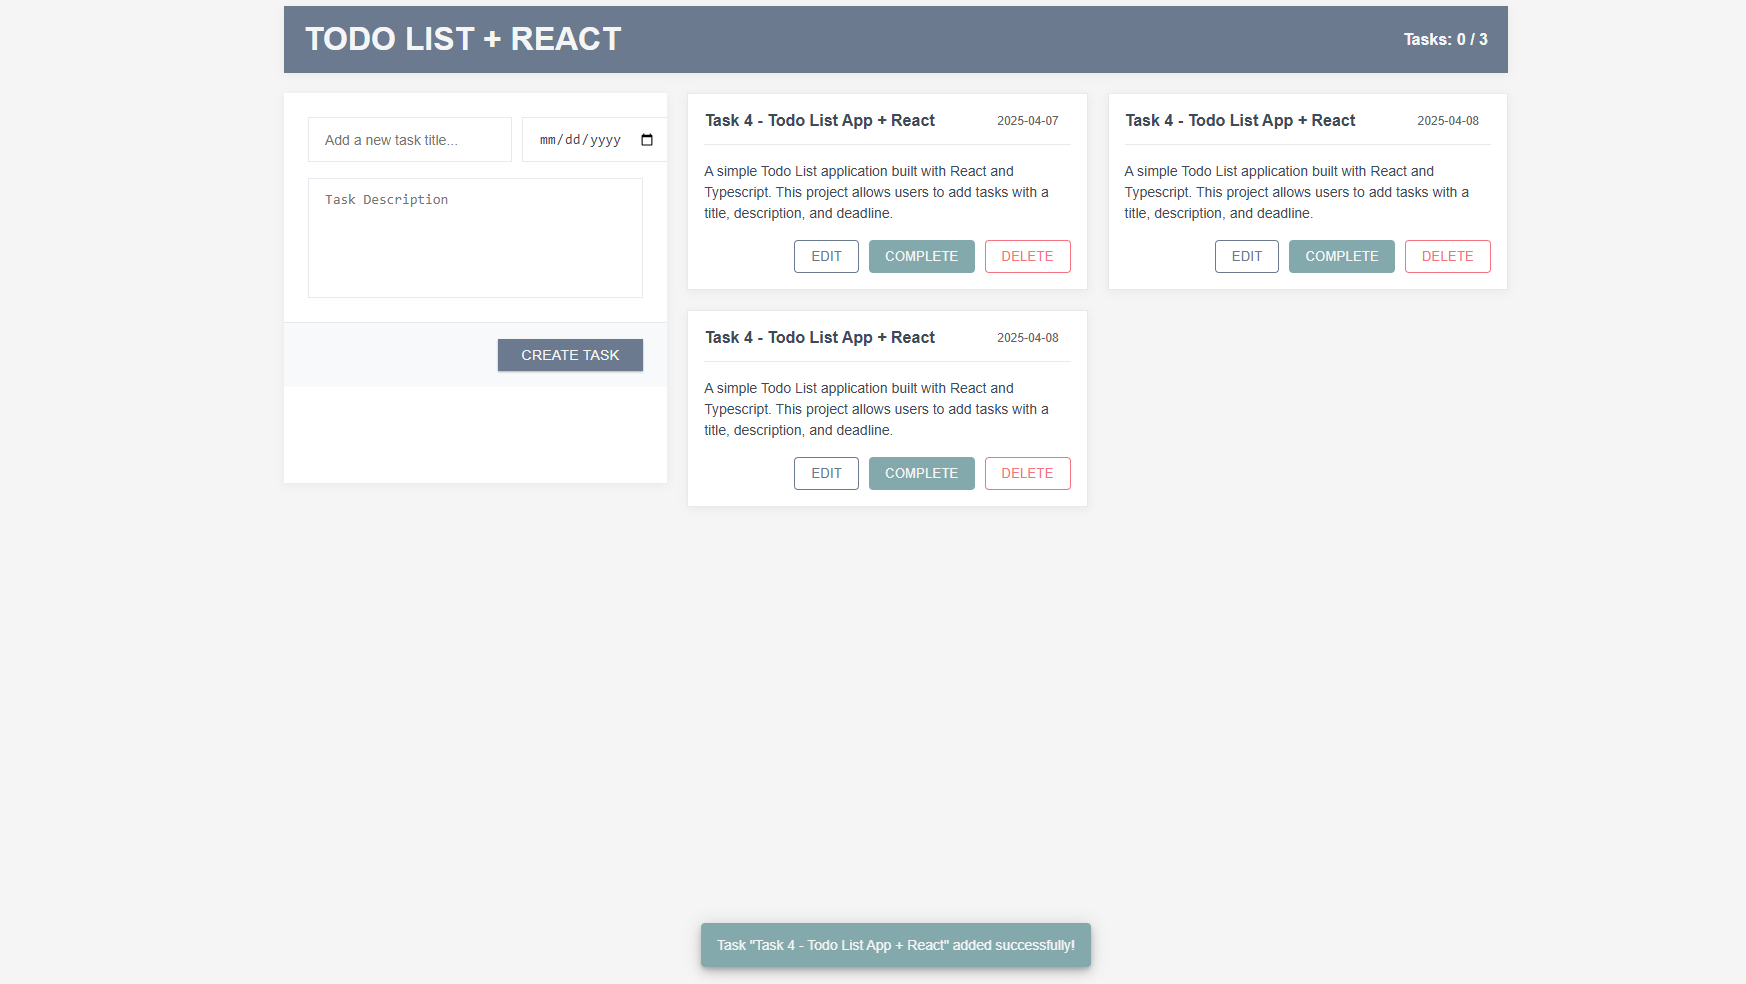 TODO LIST + REACT
Tasks: 0 / 3
Add a new task title...
mm/dd/yyyy
Task Description
CREATE TASK
Task 4 - Todo List App + React
2025-04-07
A simple Todo List application built with React and
Typescript. This project allows users to add tasks with a
title, description, and deadline.
EDIT
COMPLETE
DELETE
Task 4 - Todo List App + React
2025-04-08
A simple Todo List application built with React and
Typescript. This project allows users to add tasks with a
title, description, and deadline.
EDIT
COMPLETE
DELETE
Task 4 - Todo List App + React
2025-04-08
A simple Todo List application built with React and
Typescript. This project allows users to add tasks with a
title, description, and deadline.
EDIT
COMPLETE
DELETE
Task "Task 4 - Todo List App + React" added successfully!